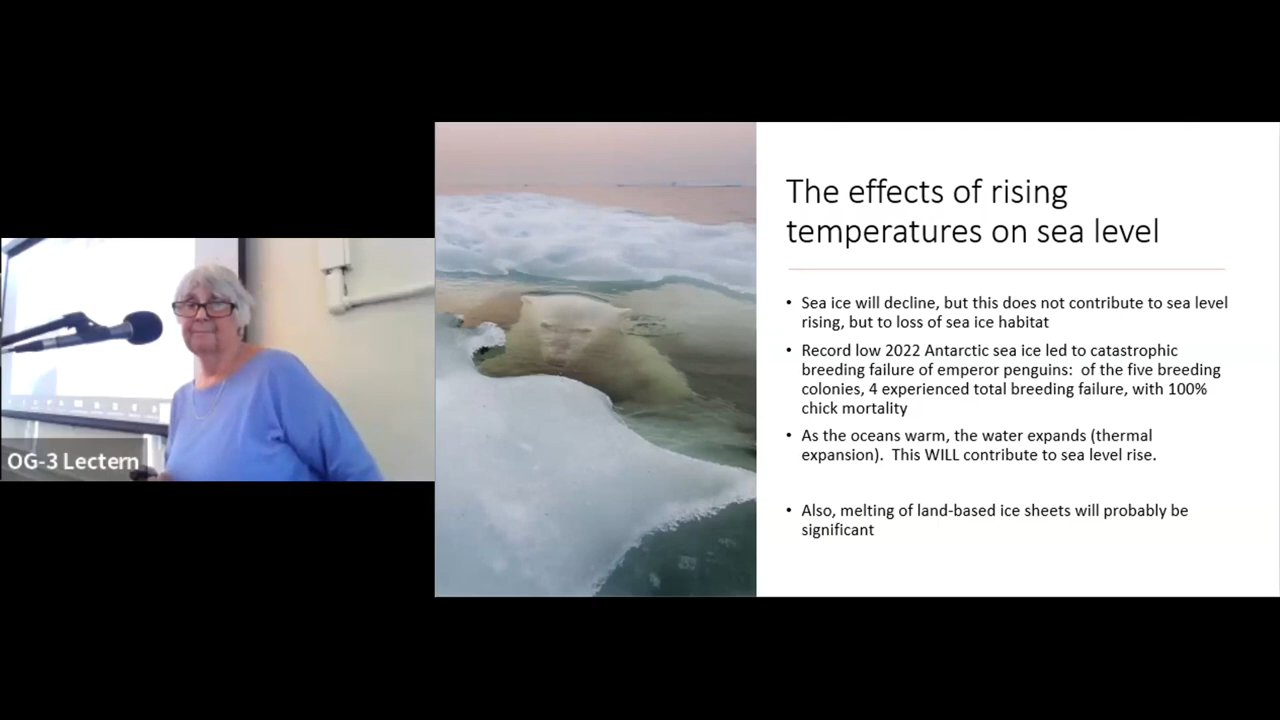 OG-3 Lectern
The effects of rising
temperatures on sea level
• Sea ice will decline, but this does not contribute to sea level
rising, but to loss of sea ice habitat
• Record low 2022 Antarctic sea ice led to catastrophic
breeding failure of emperor penguins: of the five breeding
colonies, 4 experienced total breeding failure, with 100%
chick mortality
• As the oceans warm, the water expands (thermal
expansion). This WILL contribute to sea level rise.
• Also, melting of land-based ice sheets will probably be
significant